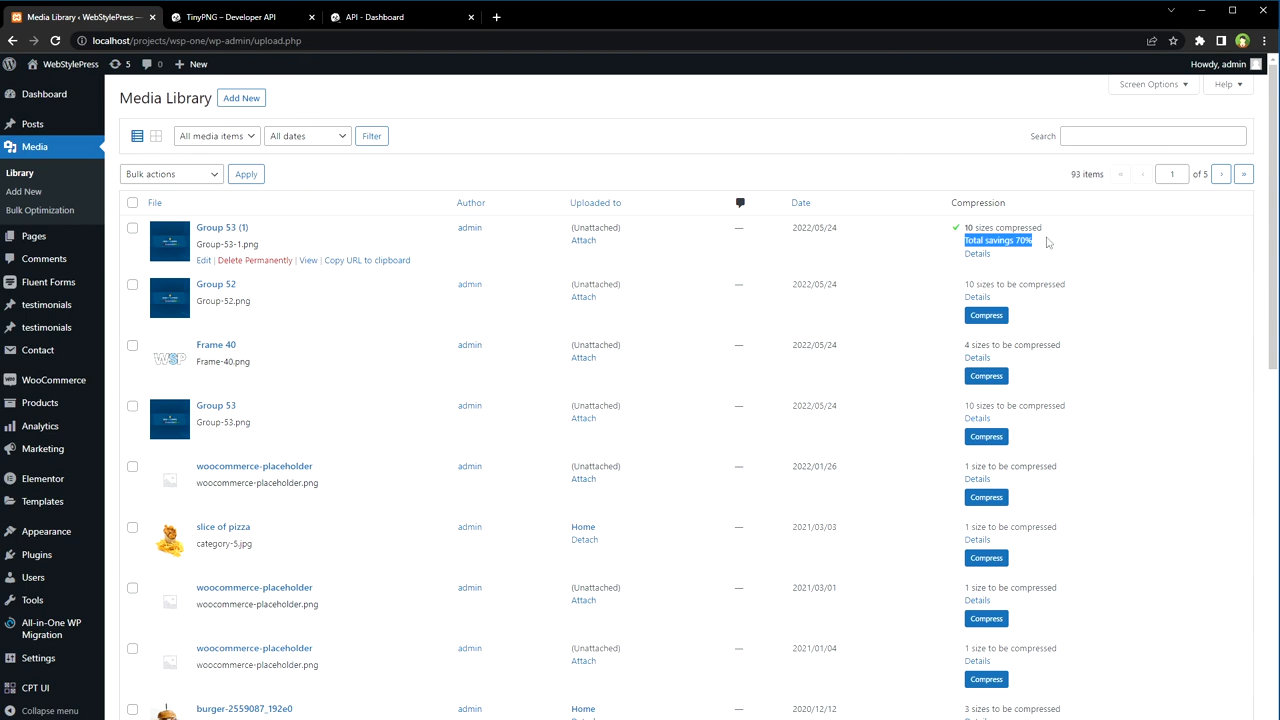 Media Library ‹ WebStylePress —
TinyPNG – Developer API
API - Dashboard
localhost/projects/wsp-one/wp-admin/upload.php
WebStylePress
5
0
New
Howdy, admin
Dashboard
Posts
Media
Library
Add New
Bulk Optimization
Pages
Comments
Fluent Forms
testimonials
testimonials
Contact
WooCommerce
Products
Analytics
Marketing
Elementor
Templates
Appearance
Plugins
Users
Tools
All-in-One WP
Migration
Settings
CPT UI
Collapse menu
Screen Options
Help
Media Library
Add New
All media items
All dates
Filter
Search
Bulk actions
Apply
93 items
«
‹
1
of 5
›
»
File
Author
Uploaded to
Date
Compression
Group 53 (1)
Group-53-1.png
Edit | Delete Permanently | View | Copy URL to clipboard
admin
(Unattached)
Attach
—
2022/05/24
10 sizes compressed
Total savings 70%
Details
Group 52
Group-52.png
admin
(Unattached)
Attach
—
2022/05/24
10 sizes to be compressed
Details
Compress
WSP
Frame 40
Frame-40.png
admin
(Unattached)
Attach
—
2022/05/24
4 sizes to be compressed
Details
Compress
Group 53
Group-53.png
admin
(Unattached)
Attach
—
2022/05/24
10 sizes to be compressed
Details
Compress
woocommerce-placeholder
woocommerce-placeholder.png
admin
(Unattached)
Attach
—
2022/01/26
1 size to be compressed
Details
Compress
slice of pizza
category-5.jpg
admin
Home
Detach
—
2021/03/03
1 size to be compressed
Details
Compress
woocommerce-placeholder
woocommerce-placeholder.png
admin
(Unattached)
Attach
—
2021/03/01
1 size to be compressed
Details
Compress
woocommerce-placeholder
woocommerce-placeholder.png
admin
(Unattached)
Attach
—
2021/01/04
1 size to be compressed
Details
Compress
burger-2559087_192e0
admin
Home
—
2020/12/12
3 sizes to be compressed